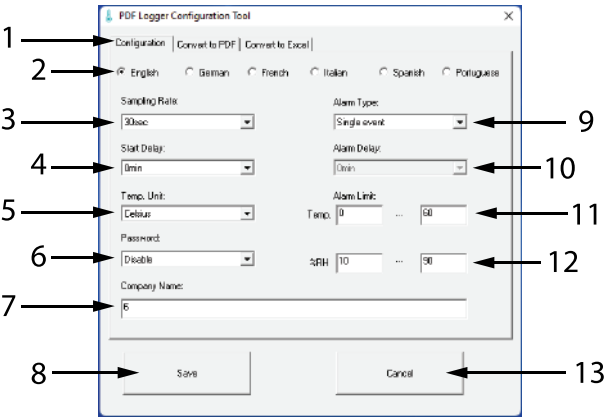 PDF Logger Configuration Tool
1 Configuration Convert to PDF Convert to Excel
2 English German French Italian Spanish Portuguese
Sampling Rate: Alarm Type:
3 30sec Single event 9
Start Delay: Alarm Delay:
4 0min 0min 10
Temp. Unit: Alarm Limit:
5 Celsius Temp. 0 ... 60 11
Password:
6 Disable %RH 10 ... 90 12
Company Name:
7 6
8 Save Cancel 13